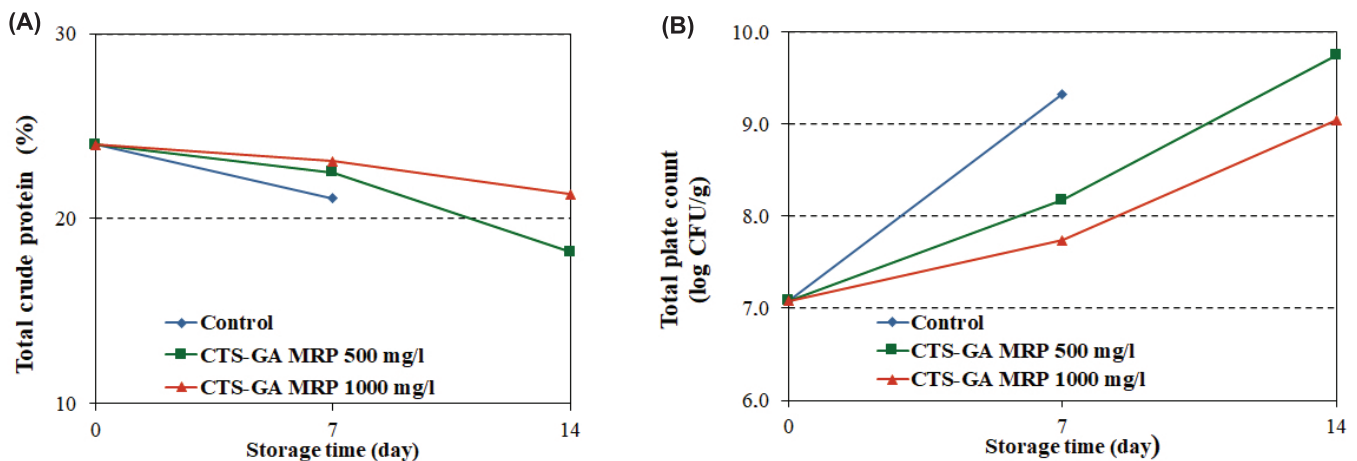 (A)
30
20
10
Total crude protein (%)
Control
CTS-GA MRP 500 mg/l
CTS-GA MRP 1000 mg/l
0 7 14
Storage time (day)
(B)
10.0
9.0
8.0
7.0
6.0
Total plate count
(log CFU/g)
Control
CTS-GA MRP 500 mg/l
CTS-GA MRP 1000 mg/l
0 7 14
Storage time (day)